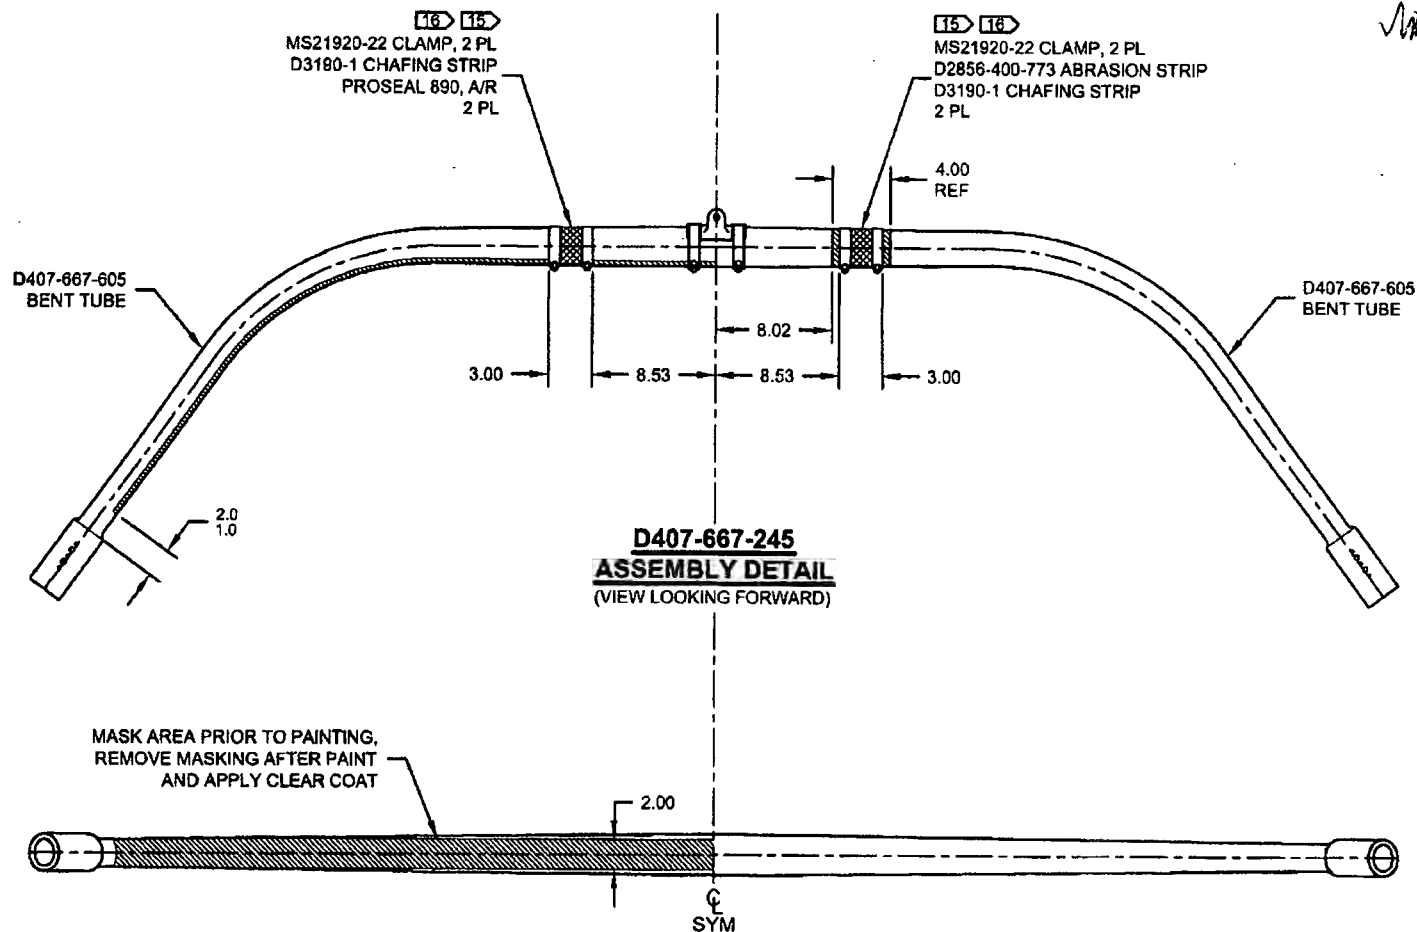 16 15
MS21920-22 CLAMP, 2 PL
D3190-1 CHAFING STRIP
PROSEAL 890, A/R
2 PL
15 16
MS21920-22 CLAMP, 2 PL
D2856-400-773 ABRASION STRIP
D3190-1 CHAFING STRIP
2 PL
4.00
REF
D407-667-605
BENT TUBE
D407-667-605
BENT TUBE
8.02
3.00
8.53
8.53
3.00
2.0
1.0
D407-667-245
ASSEMBLY DETAIL
(VIEW LOOKING FORWARD)
MASK AREA PRIOR TO PAINTING,
REMOVE MASKING AFTER PAINT
AND APPLY CLEAR COAT
2.00
℄
SYM